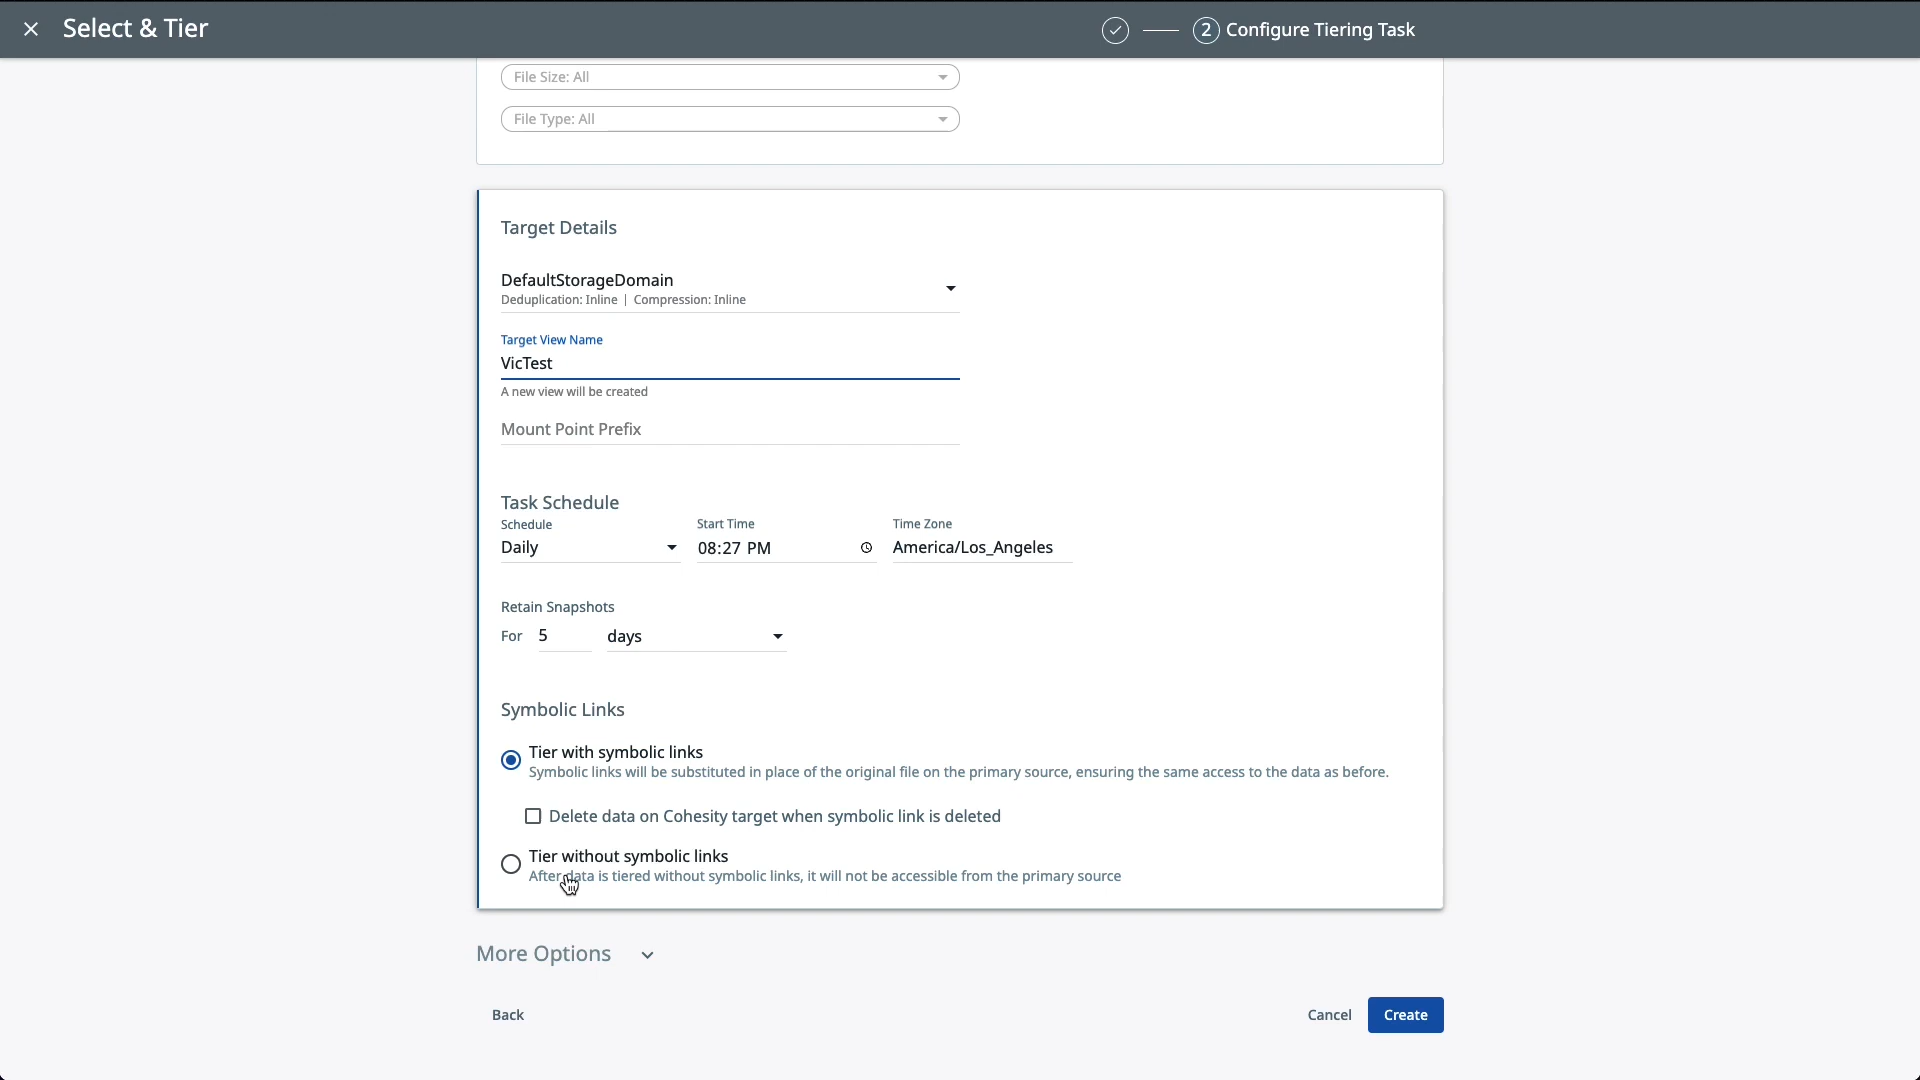 Select & Tier
2 Configure Tiering Task
File Size: All
File Type: All
Target Details
DefaultStorageDomain
Deduplication: Inline | Compression: Inline
Target View Name
VicTest
A new view will be created
Mount Point Prefix
Task Schedule
Schedule Start Time Time Zone
Daily 08:27 PM America/Los_Angeles
Retain Snapshots
For 5 days
Symbolic Links
Tier with symbolic links
Symbolic links will be substituted in place of the original file on the primary source, ensuring the same access to the data as before.
Delete data on Cohesity target when symbolic link is deleted
Tier without symbolic links
After data is tiered without symbolic links, it will not be accessible from the primary source
More Options
Back Cancel Create